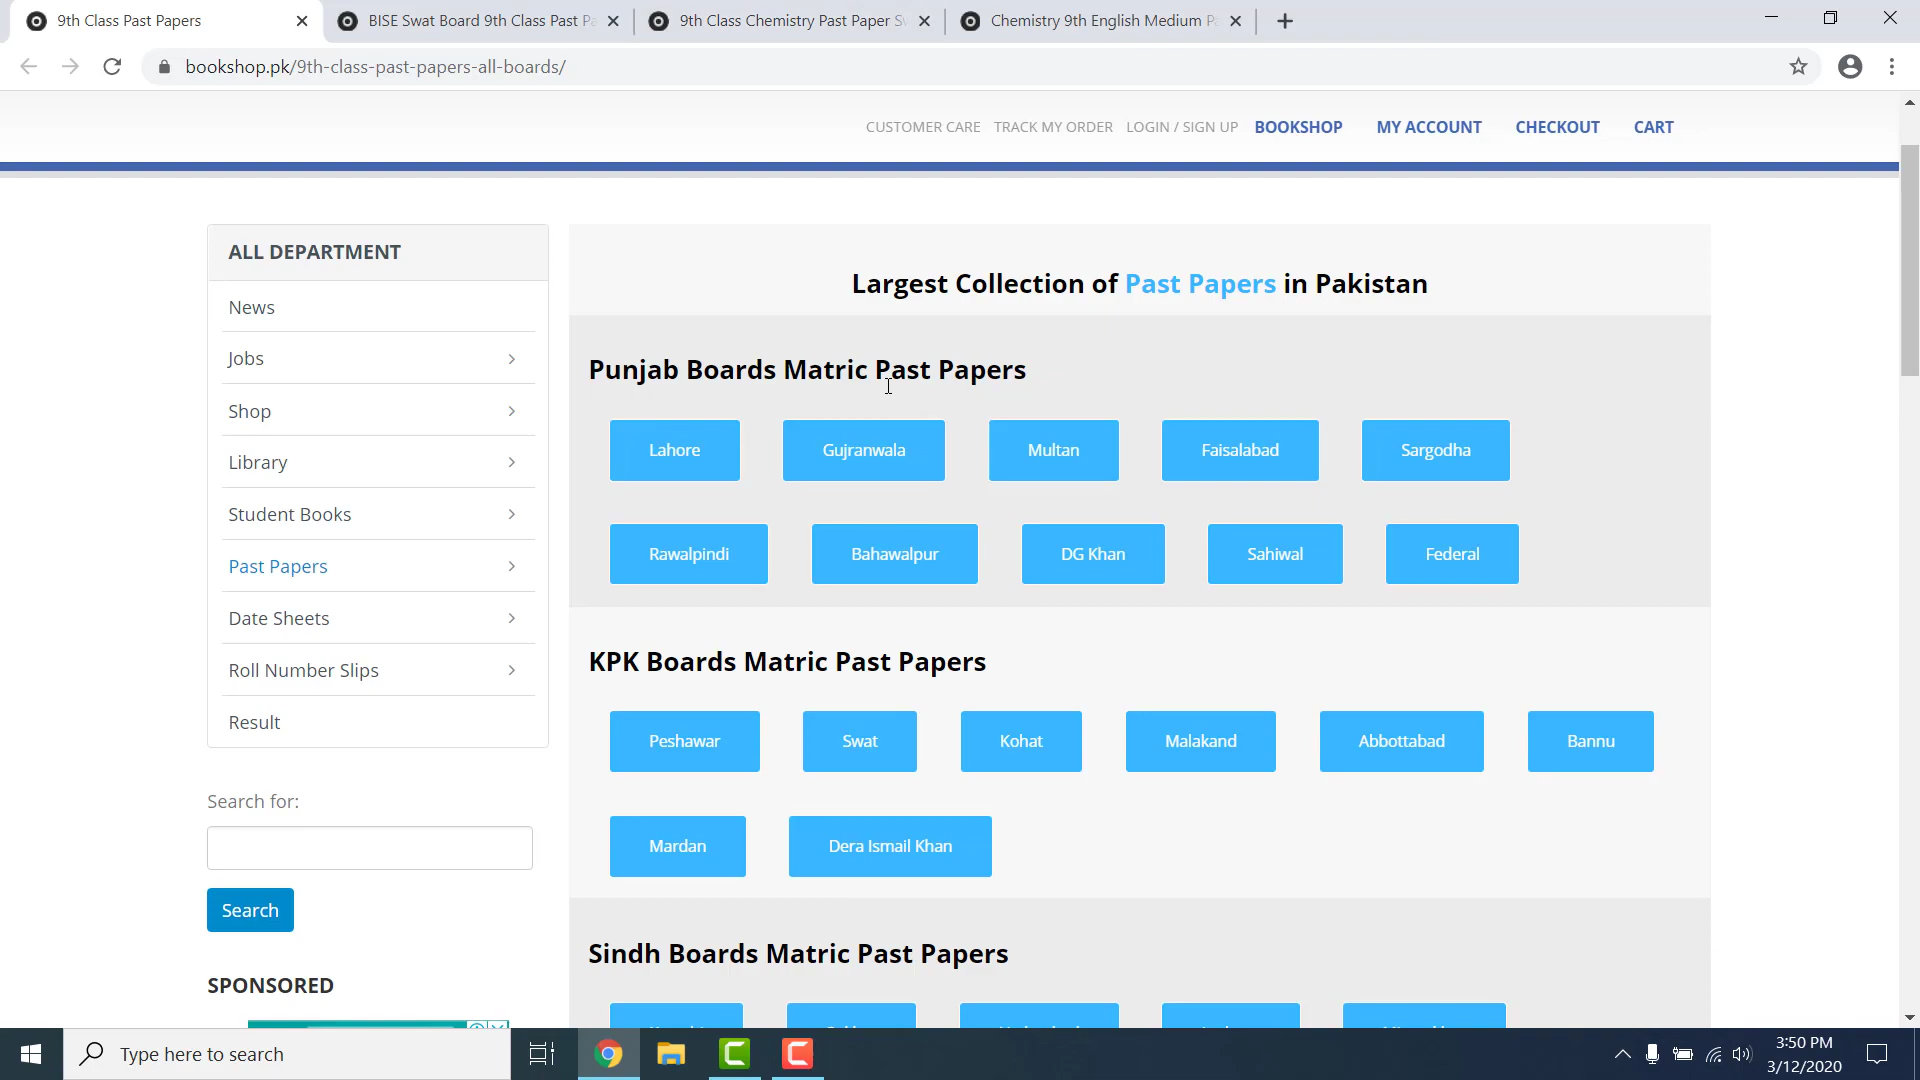 9th Class Past Papers
BISE Swat Board 9th Class Past Pa
9th Class Chemistry Past Paper Sw
Chemistry 9th English Medium Pa
bookshop.pk/9th-class-past-papers-all-boards/
CUSTOMER CARE TRACK MY ORDER LOGIN / SIGN UP BOOKSHOP MY ACCOUNT CHECKOUT CART
ALL DEPARTMENT
News
Jobs
Shop
Library
Student Books
Past Papers
Date Sheets
Roll Number Slips
Result
Search for:
Search
SPONSORED
Largest Collection of Past Papers in Pakistan
Punjab Boards Matric Past Papers
Lahore Gujranwala Multan Faisalabad Sargodha
Rawalpindi Bahawalpur DG Khan Sahiwal Federal
KPK Boards Matric Past Papers
Peshawar Swat Kohat Malakand Abbottabad Bannu
Mardan Dera Ismail Khan
Sindh Boards Matric Past Papers
Type here to search
3:50 PM
3/12/2020